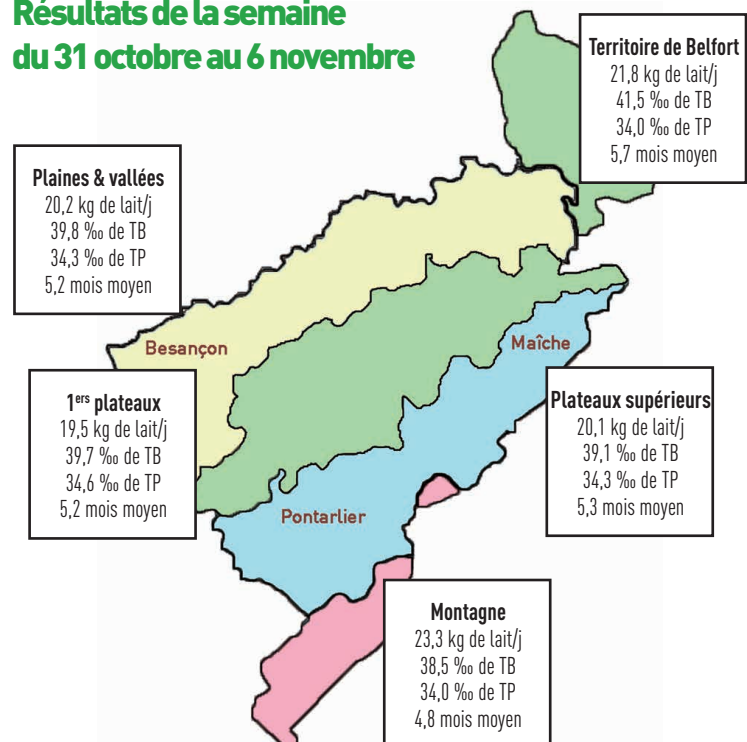 Résultats de la semaine
du 31 octobre au 6 novembre
Territoire de Belfort
21,8 kg de lait/j
41,5 ‰ de TB
34,0 ‰ de TP
5,7 mois moyen
Plaines & vallées
20,2 kg de lait/j
39,8 ‰ de TB
34,3 ‰ de TP
5,2 mois moyen
Besançon
Maîche
1ers plateaux
19,5 kg de lait/j
39,7 ‰ de TB
34,6 ‰ de TP
5,2 mois moyen
Plateaux supérieurs
20,1 kg de lait/j
39,1 ‰ de TB
34,3 ‰ de TP
5,3 mois moyen
Pontarlier
Montagne
23,3 kg de lait/j
38,5 ‰ de TB
34,0 ‰ de TP
4,8 mois moyen